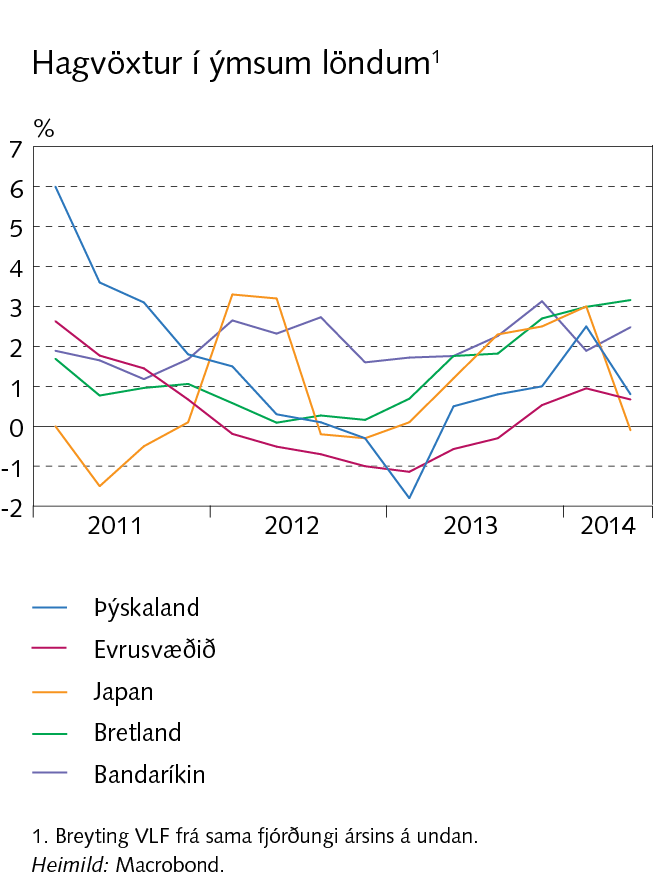 Hagvöxtur í ýmsum löndum¹
%
7
6
5
4
3
2
1
0
-1
-2
2011 2012 2013 2014
Þýskaland
Evrusvæðið
Japan
Bretland
Bandaríkin
1. Breyting VLF frá sama fjórðungi ársins á undan.
Heimild: Macrobond.